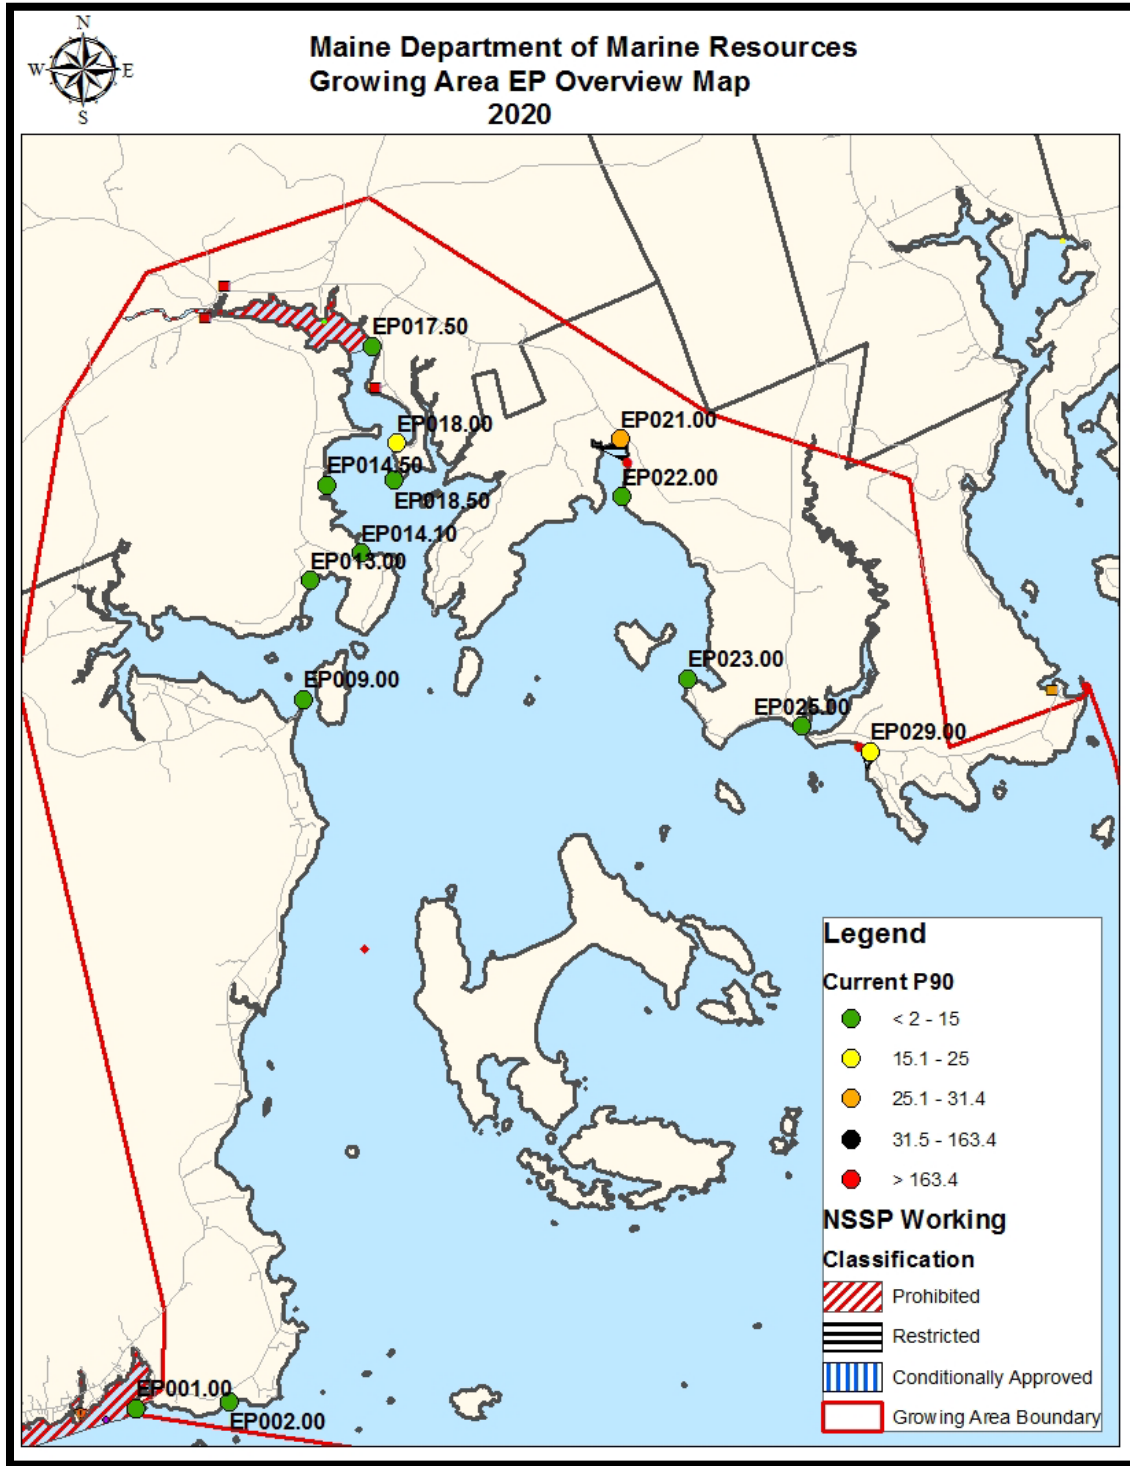 N
W
E
S
Maine Department of Marine Resources
Growing Area EP Overview Map
2020
EP017.50
EP018.00
EP021.00
EP014.50
EP022.00
EP018.50
EP014.10
EP013.00
EP023.00
EP009.00
EP025.00
EP029.00
EP001.00
EP002.00
Legend
Current P90
< 2 - 15
15.1 - 25
25.1 - 31.4
31.5 - 163.4
> 163.4
NSSP Working
Classification
Prohibited
Restricted
Conditionally Approved
Growing Area Boundary